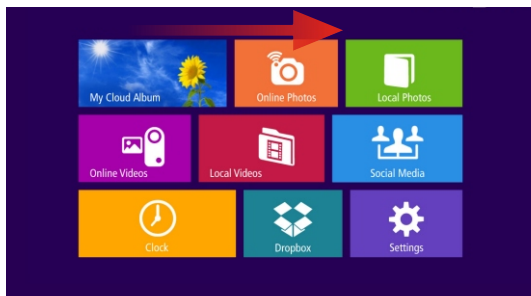 My Cloud Album
Online Photos
Local Photos
Online Videos
Local Videos
Social Media
Clock
Dropbox
Settings